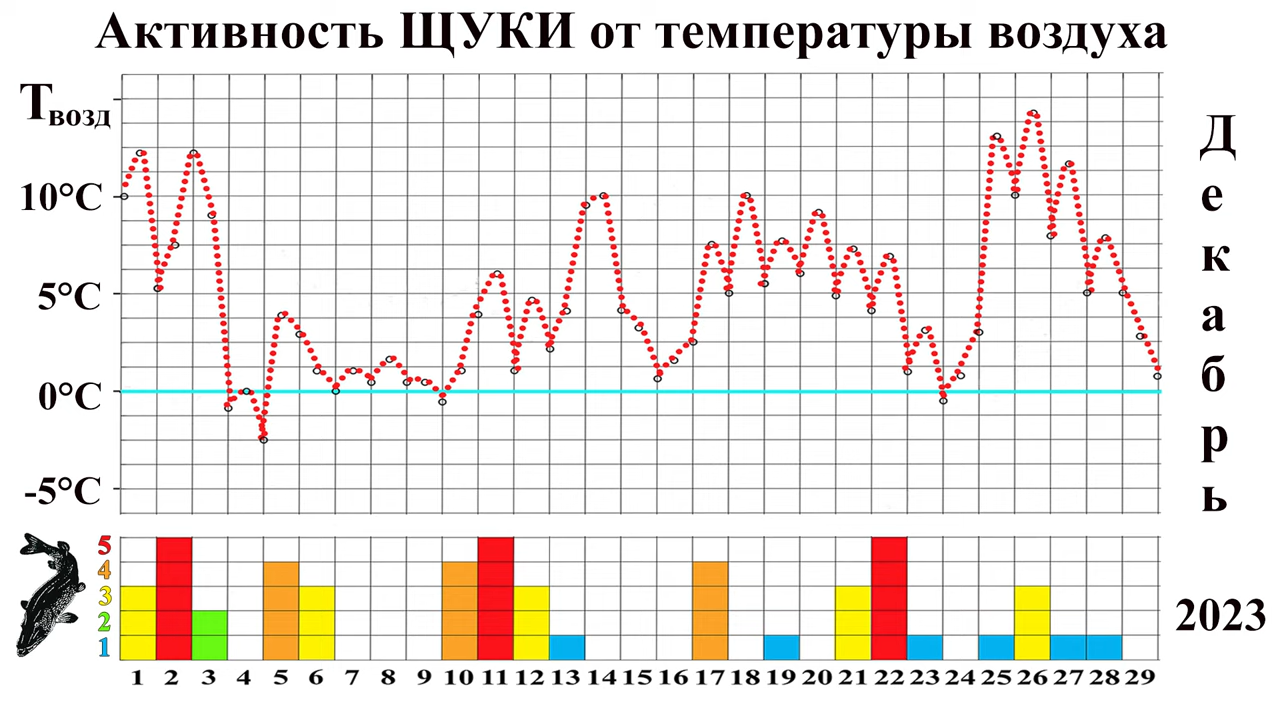 Активность ЩУКИ от температуры воздуха
Tвозд
10°C
5°C
0°C
-5°C
Декабрь
5
4
3
2
1
2023
1 2 3 4 5 6 7 8 9 10 11 12 13 14 15 16 17 18 19 20 21 22 23 24 25 26 27 28 29